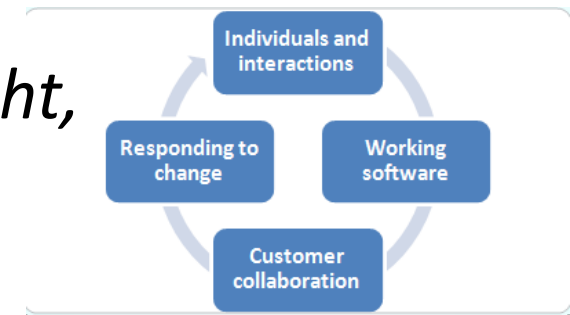 ht,
Individuals and
interactions
Responding to
change
Working
software
Customer
collaboration